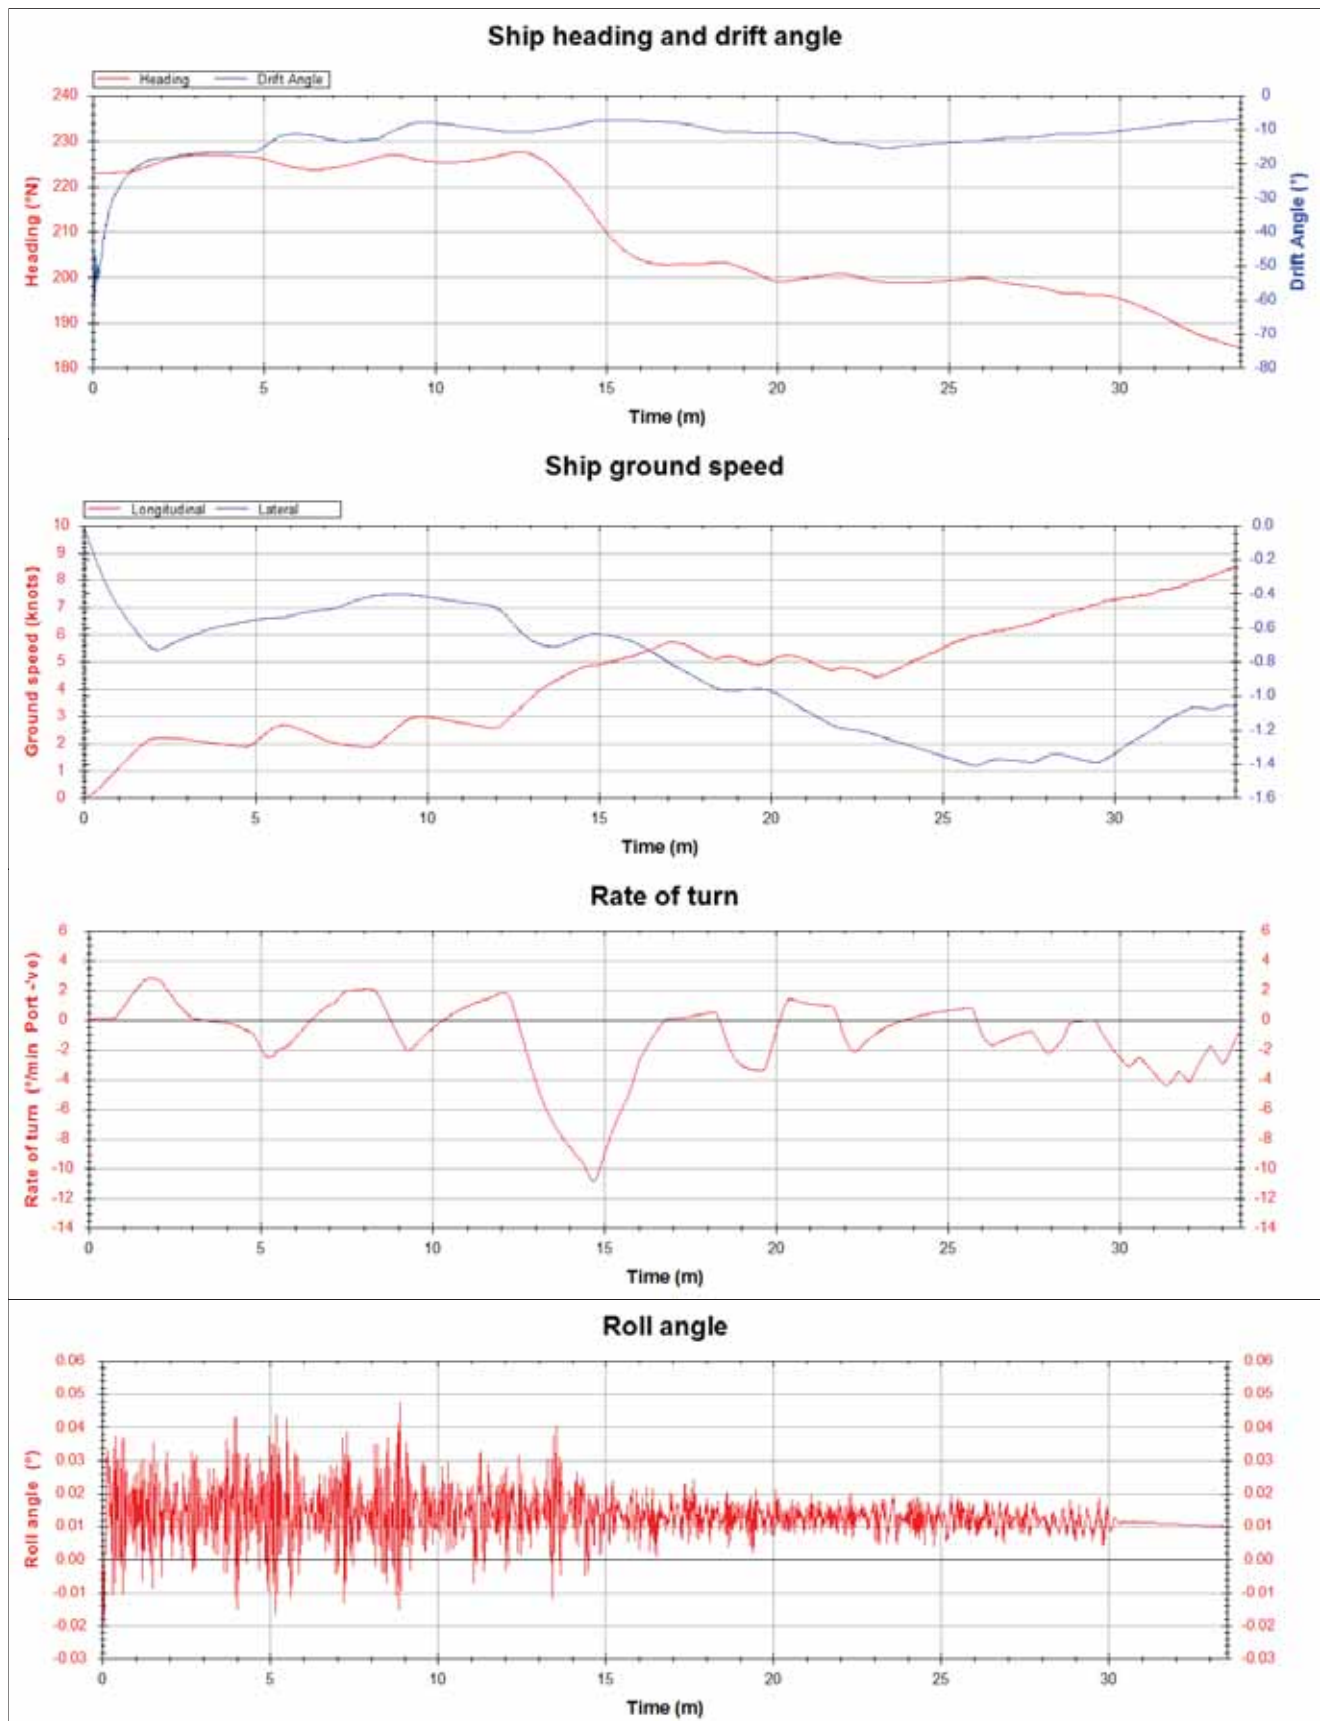 Ship heading and drift angle
Heading Drift Angle
240 0
230 -10
220 -20
-30
210 -40
200 -50
-60
190 -70
180 -80
Heading (°N)
Drift Angle (°)
0 5 10 15 20 25 30
Time (m)
Ship ground speed
Longitudinal Lateral
10 0.0
9 -0.2
8 -0.4
7
6 -0.6
5 -0.8
4 -1.0
3 -1.2
2
1 -1.4
0 -1.6
Ground speed (knots)
0 5 10 15 20 25 30
Time (m)
Rate of turn
6 6
4 4
2 2
0 0
-2 -2
-4 -4
-6 -6
-8 -8
-10 -10
-12 -12
-14 -14
Rate of turn (°/min Port -'ve)
0 5 10 15 20 25 30
Time (m)
Roll angle
0.06 0.06
0.05 0.05
0.04 0.04
0.03 0.03
0.02 0.02
0.01 0.01
0.00 0.00
-0.01 -0.01
-0.02 -0.02
-0.03 -0.03
Roll angle (°)
0 5 10 15 20 25 30
Time (m)